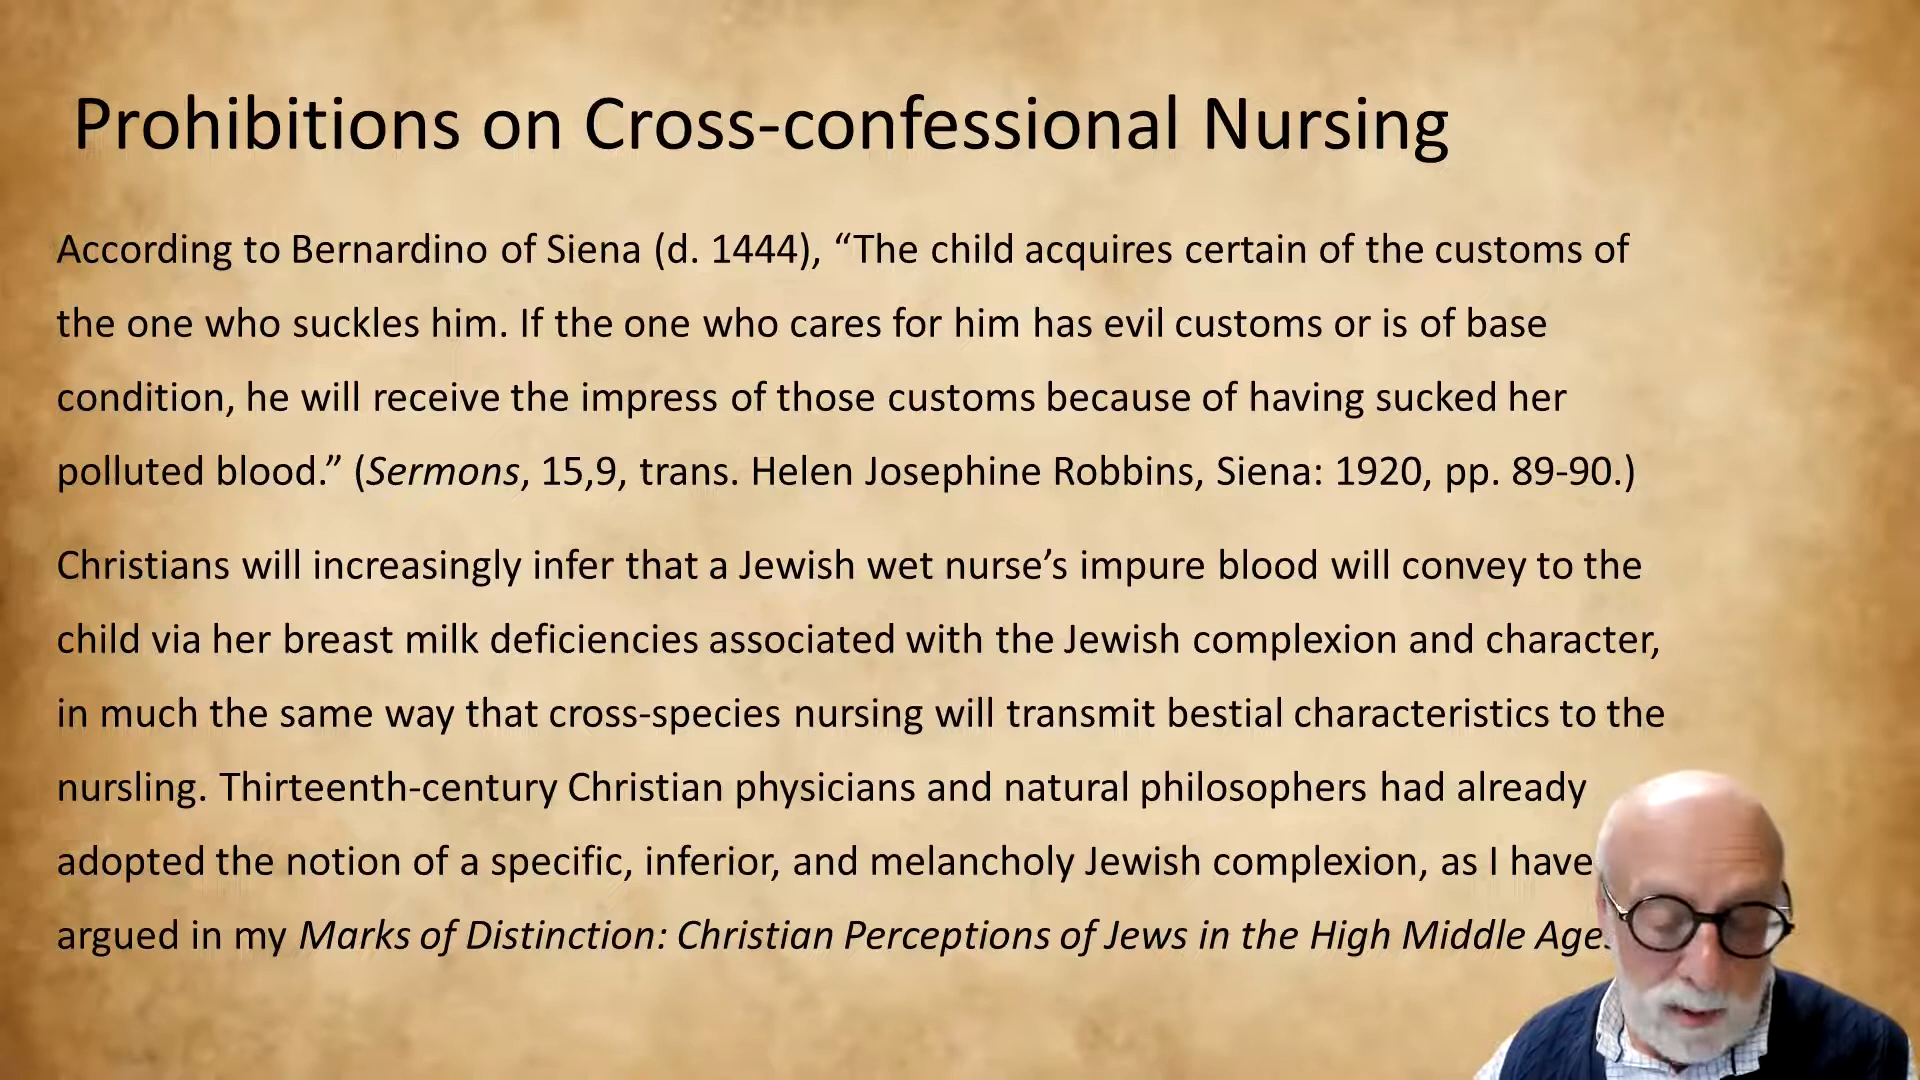 Prohibitions on Cross-confessional Nursing
According to Bernardino of Siena (d. 1444), “The child acquires certain of the customs of
the one who suckles him. If the one who cares for him has evil customs or is of base
condition, he will receive the impress of those customs because of having sucked her
polluted blood.” (Sermons, 15,9, trans. Helen Josephine Robbins, Siena: 1920, pp. 89-90.)
Christians will increasingly infer that a Jewish wet nurse’s impure blood will convey to the
child via her breast milk deficiencies associated with the Jewish complexion and character,
in much the same way that cross-species nursing will transmit bestial characteristics to the
nursling. Thirteenth-century Christian physicians and natural philosophers had already
adopted the notion of a specific, inferior, and melancholy Jewish complexion, as I have
argued in my Marks of Distinction: Christian Perceptions of Jews in the High Middle Ages